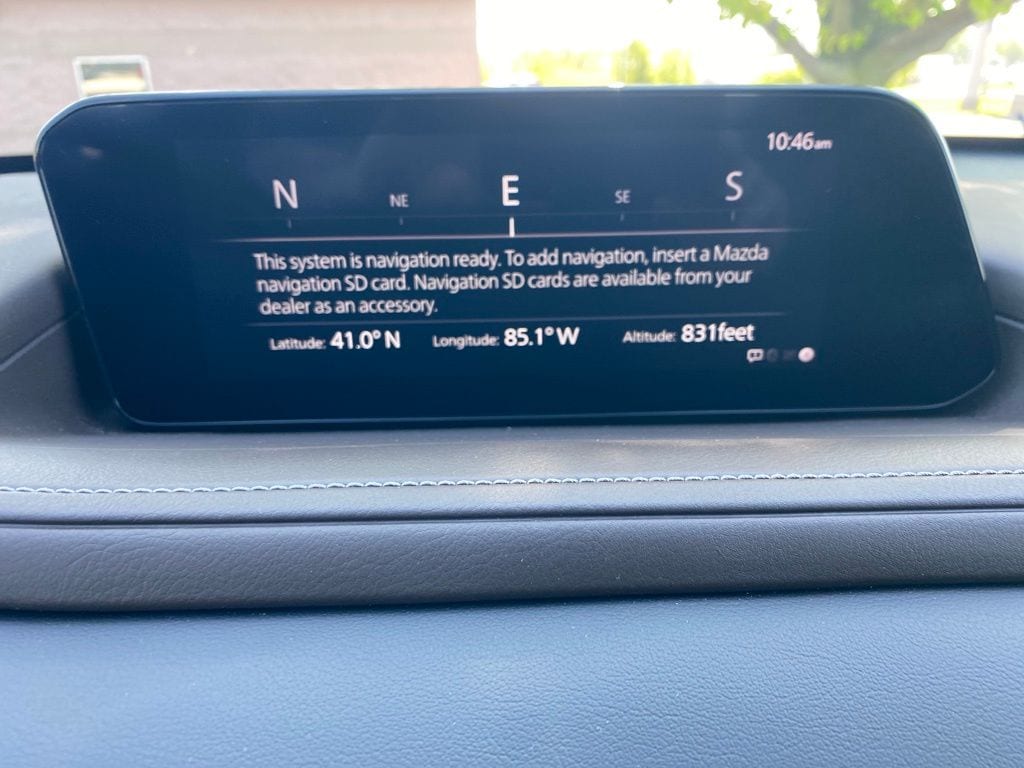 10:46am
N NE E SE S
This system is navigation ready. To add navigation, insert a Mazda
navigation SD card. Navigation SD cards are available from your
dealer as an accessory.
Latitude: 41.0° N Longitude: 85.1° W Altitude: 831feet